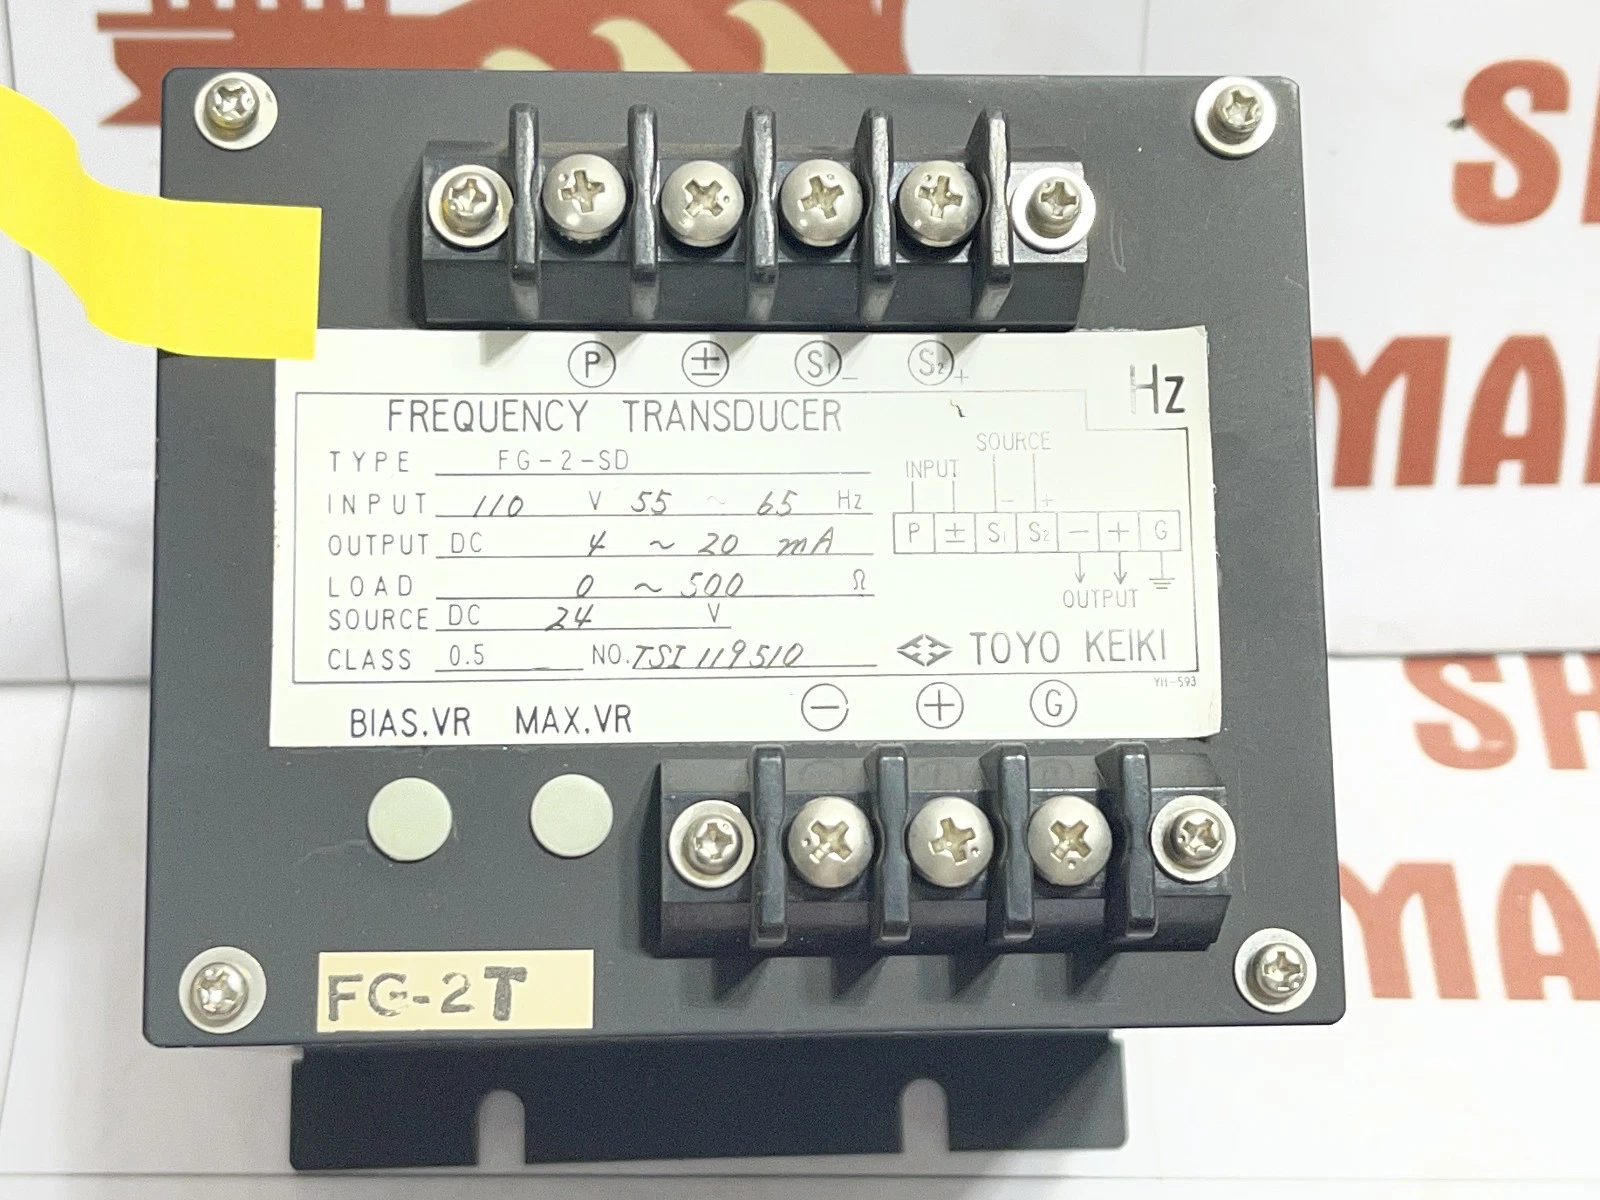 P ± S1- S2+
Hz
FREQUENCY TRANSDUCER
TYPE FG-2-SD
INPUT 110 V 55 ~ 65 Hz
OUTPUT DC 4 ~ 20 mA
LOAD 0 ~ 500 Ω
SOURCE DC 24 V
CLASS 0.5 NO. TSI 119510
SOURCE
INPUT
- +
P ± S1 S2 - + G
OUTPUT
TOYO KEIKI
YH-593
BIAS.VR MAX.VR - + G
FG-2T